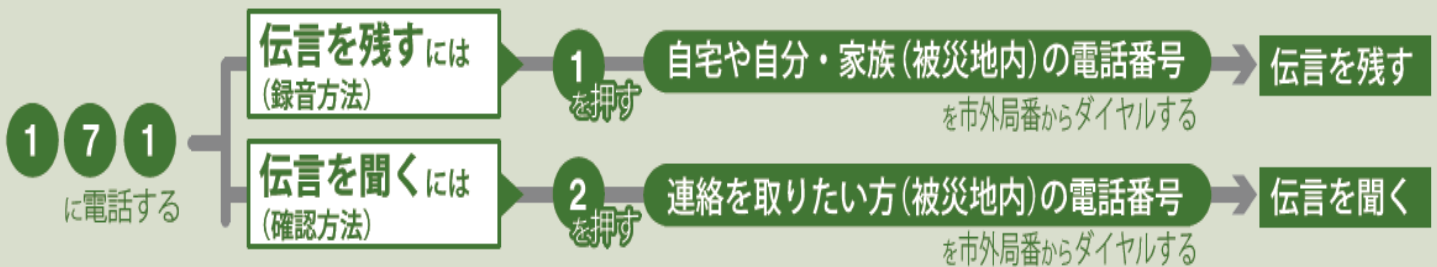 171
に電話する
伝言を残すには
(録音方法)
1
を押す
自宅や自分・家族(被災地内)の電話番号
を市外局番からダイヤルする
伝言を残す
伝言を聞くには
(確認方法)
2
を押す
連絡を取りたい方(被災地内)の電話番号
を市外局番からダイヤルする
伝言を聞く